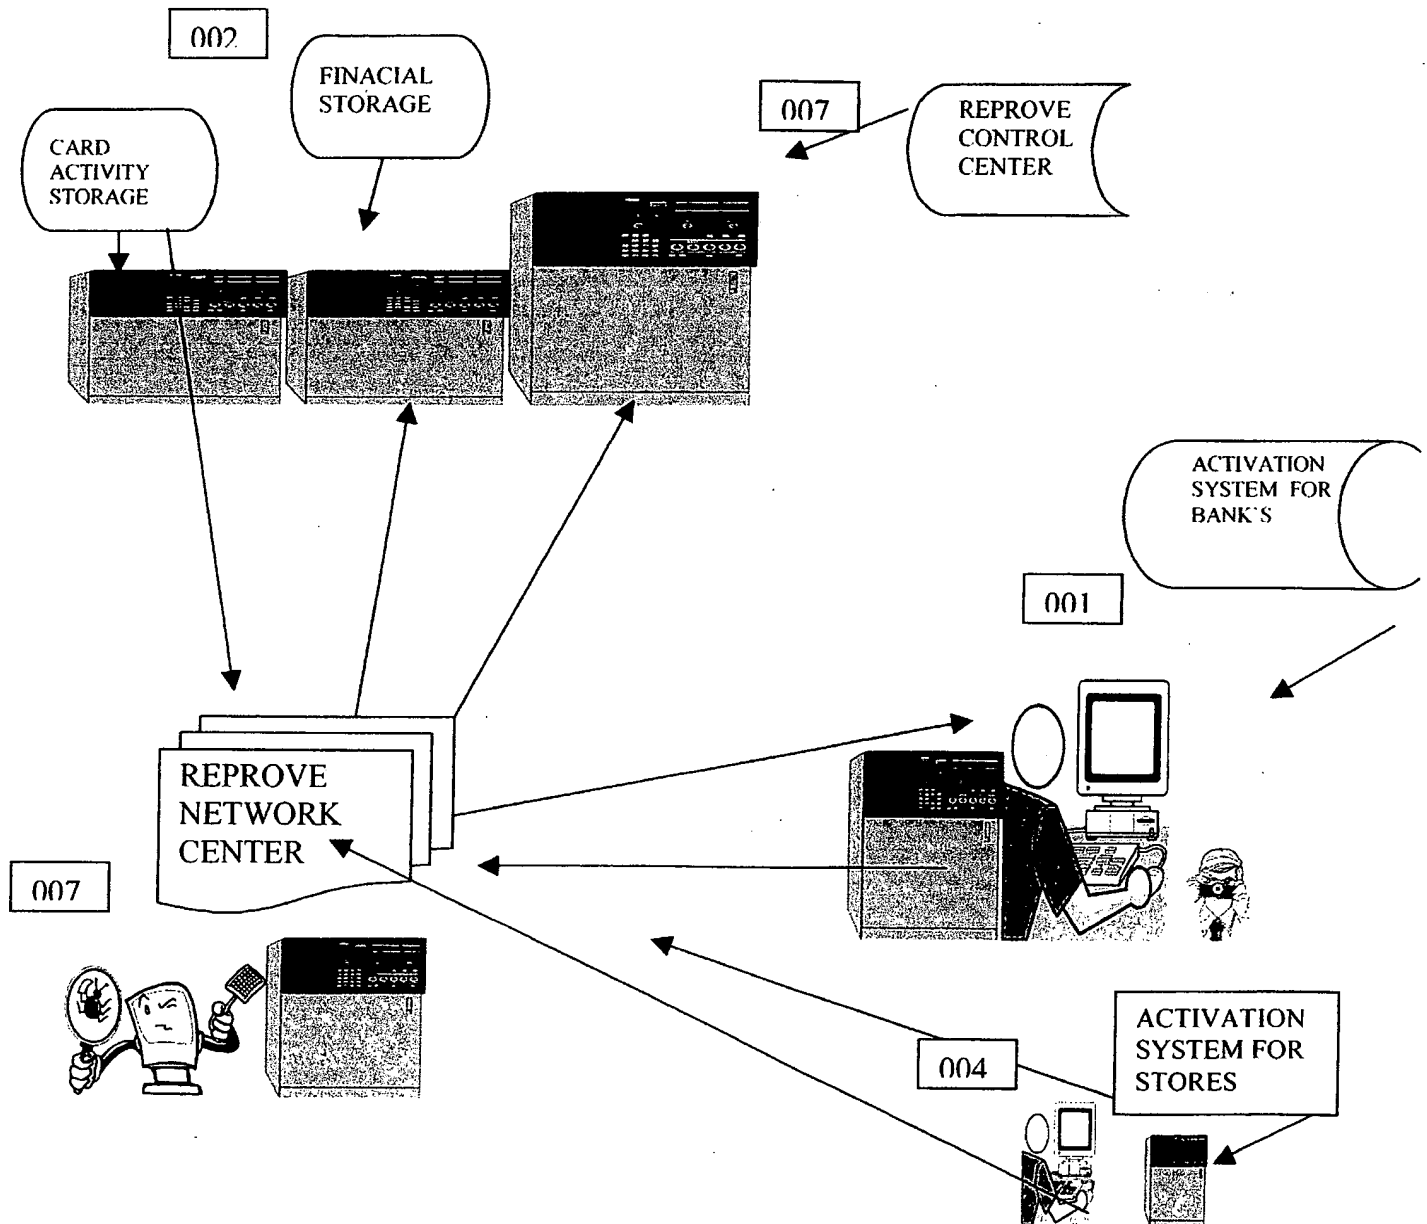 002
FINACIAL
STORAGE
CARD
ACTIVITY
STORAGE
007
REPROVE
CONTROL
CENTER
ACTIVATION
SYSTEM FOR
BANK'S
001
REPROVE
NETWORK
CENTER
007
004
ACTIVATION
SYSTEM FOR
STORES